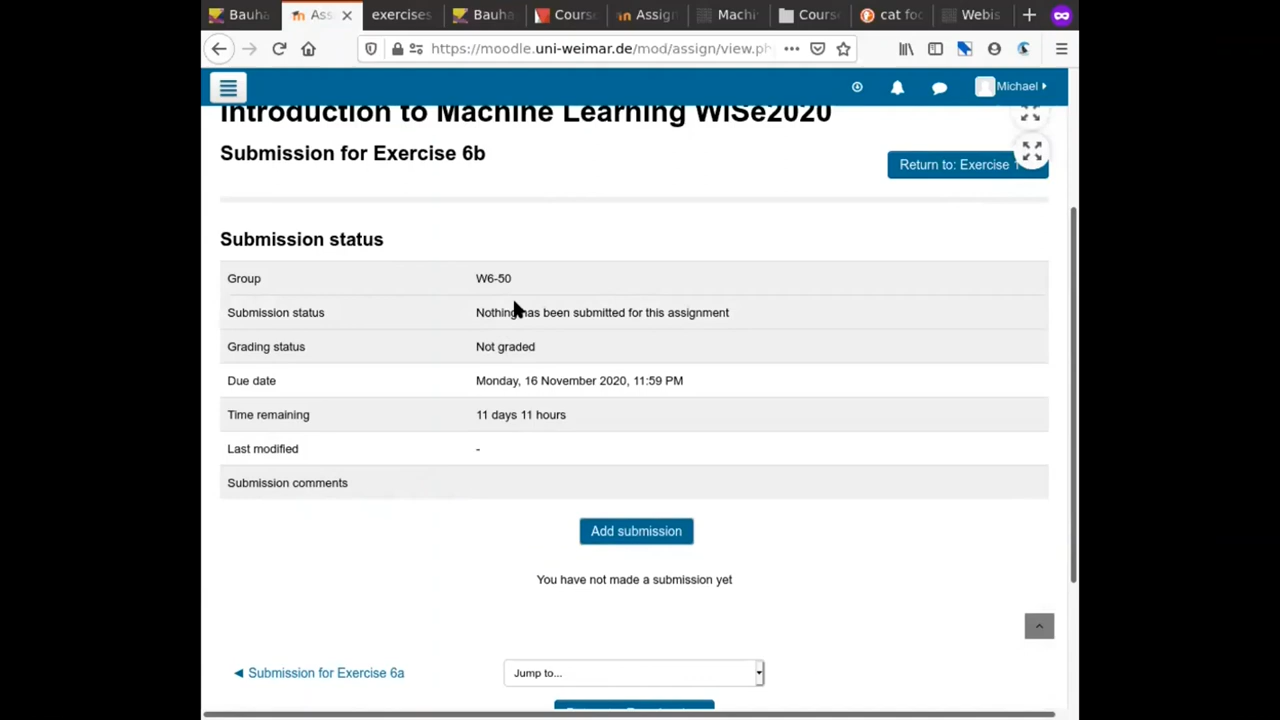 Bauha
Ass
exercises
Bauha
Cours
Assign
Machi
Cours
cat foo
Webis
https://moodle.uni-weimar.de/mod/assign/view.ph
Michael
Introduction to Machine Learning WiSe2020
Submission for Exercise 6b
Return to: Exercise 1
Submission status
Group W6-50
Submission status Nothing has been submitted for this assignment
Grading status Not graded
Due date Monday, 16 November 2020, 11:59 PM
Time remaining 11 days 11 hours
Last modified -
Submission comments
Add submission
You have not made a submission yet
◄ Submission for Exercise 6a
Jump to...